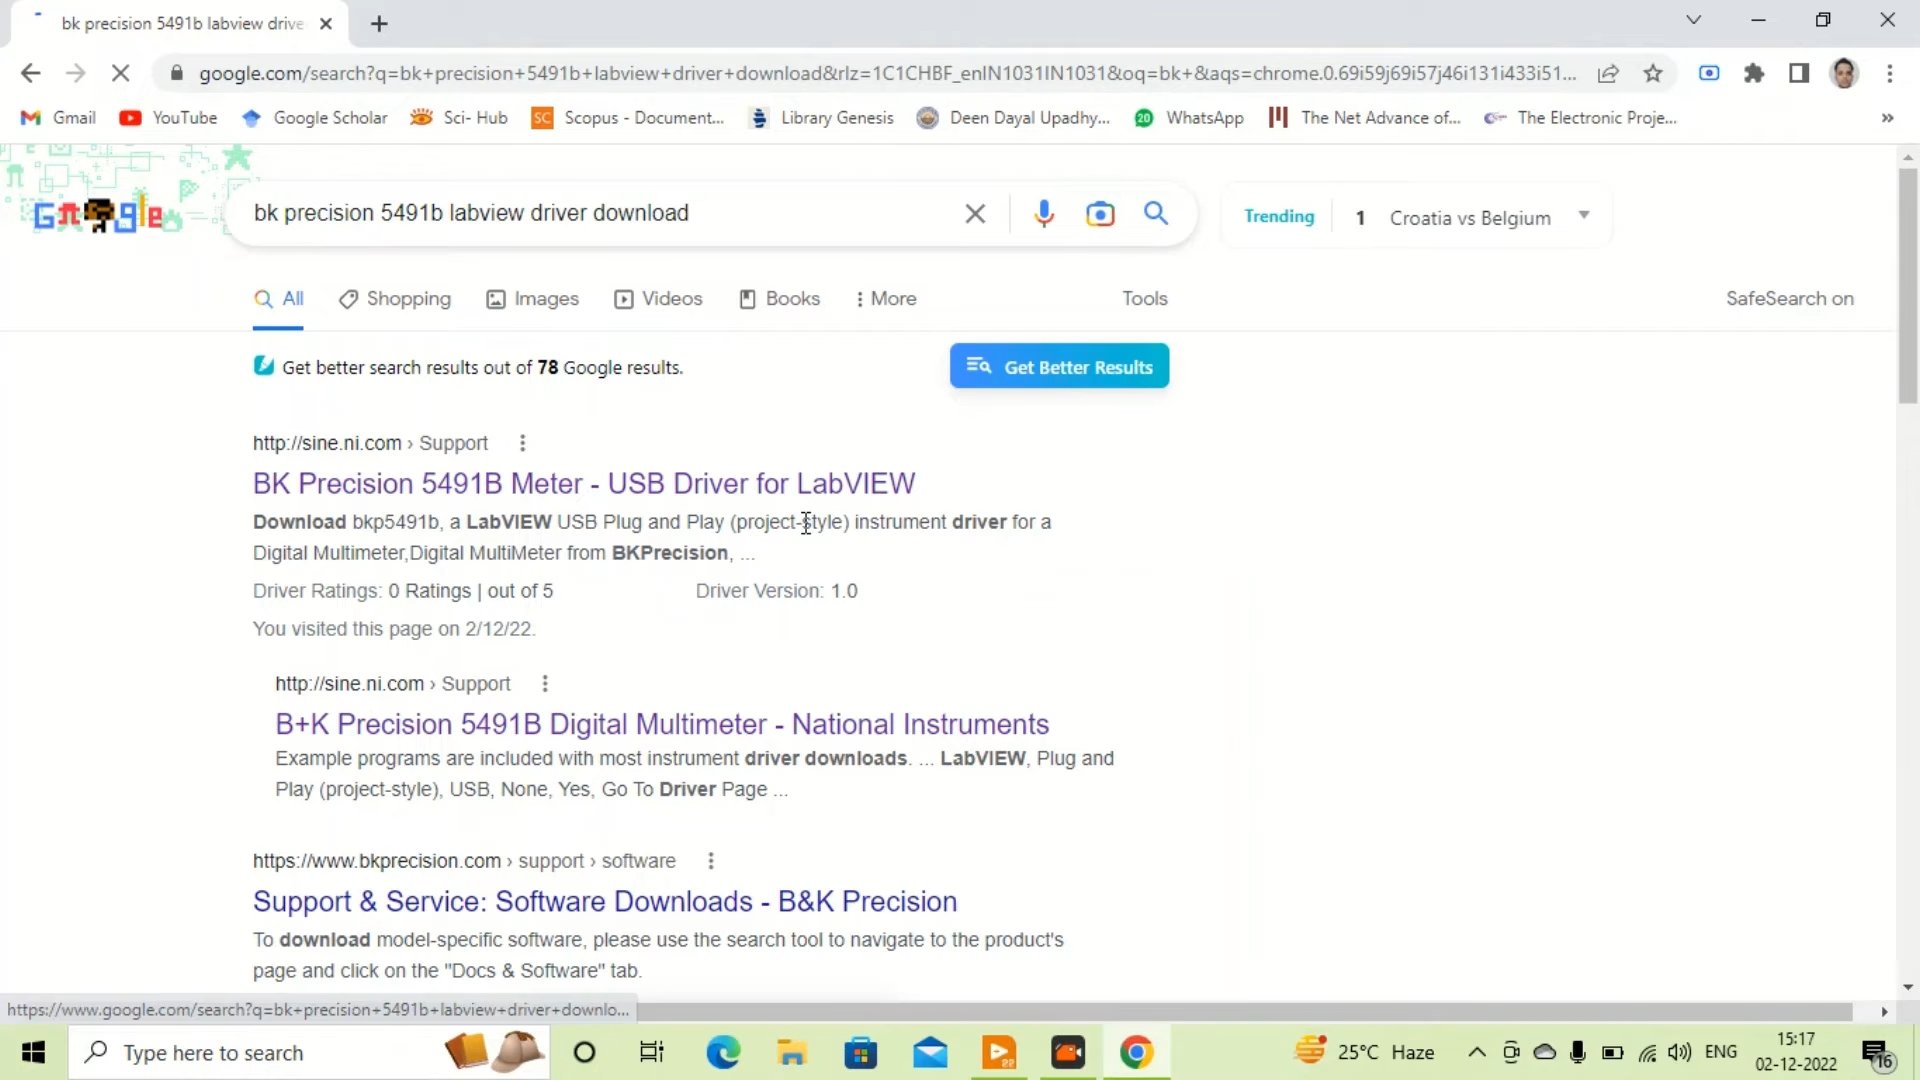 bk precision 5491b labview drive
google.com/search?q=bk+precision+5491b+labview+driver+download&rlz=1C1CHBF_enIN1031IN1031&oq=bk+&aqs=chrome.0.69i59j69i57j46i131i433i51...
Gmail YouTube Google Scholar Sci- Hub SC Scopus - Document... Library Genesis Deen Dayal Upadhy... 20 WhatsApp The Net Advance of... The Electronic Proje... »
Google bk precision 5491b labview driver download Trending 1 Croatia vs Belgium
All Shopping Images Videos Books More Tools SafeSearch on
Get better search results out of 78 Google results. Get Better Results
http://sine.ni.com › Support
BK Precision 5491B Meter - USB Driver for LabVIEW
Download bkp5491b, a LabVIEW USB Plug and Play (project-style) instrument driver for a
Digital Multimeter,Digital MultiMeter from BKPrecision, ...
Driver Ratings: 0 Ratings | out of 5 Driver Version: 1.0
You visited this page on 2/12/22.
http://sine.ni.com › Support
B+K Precision 5491B Digital Multimeter - National Instruments
Example programs are included with most instrument driver downloads. ... LabVIEW, Plug and
Play (project-style), USB, None, Yes, Go To Driver Page ...
https://www.bkprecision.com › support › software
Support & Service: Software Downloads - B&K Precision
To download model-specific software, please use the search tool to navigate to the product's
page and click on the "Docs & Software" tab.
https://www.google.com/search?q=bk+precision+5491b+labview+driver+downlo...
Type here to search 22 25°C Haze ENG 15:17
02-12-2022 16